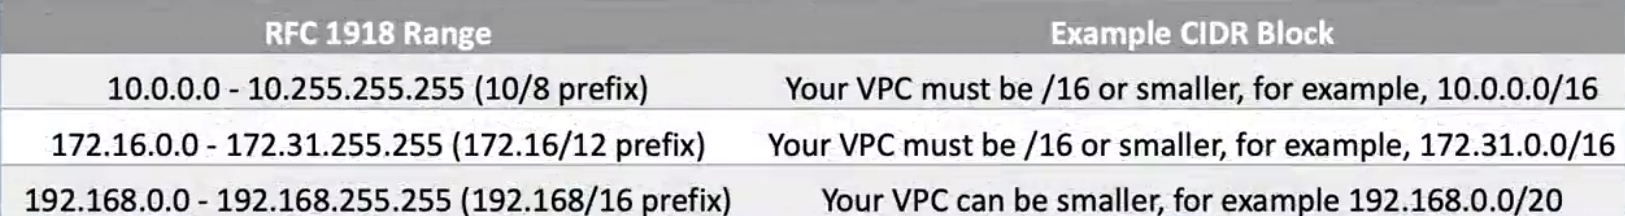 RFC 1918 Range Example CIDR Block
10.0.0.0 - 10.255.255.255 (10/8 prefix) Your VPC must be /16 or smaller, for example, 10.0.0.0/16
172.16.0.0 - 172.31.255.255 (172.16/12 prefix) Your VPC must be /16 or smaller, for example, 172.31.0.0/16
192.168.0.0 - 192.168.255.255 (192.168/16 prefix) Your VPC can be smaller, for example 192.168.0.0/20